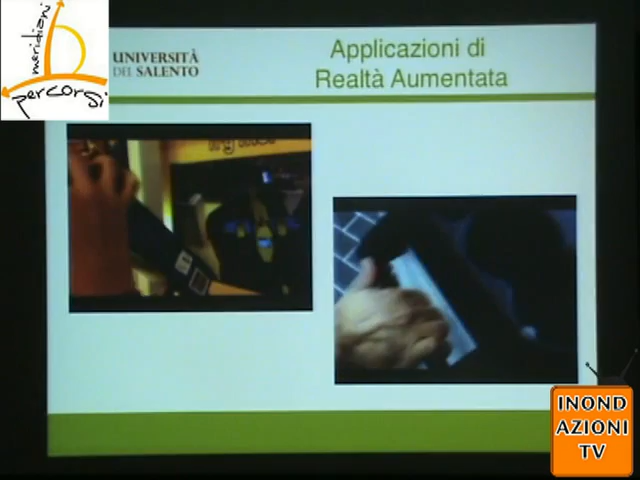 meridiani
percorsi
UNIVERSITÀ
DEL SALENTO
Applicazioni di
Realtà Aumentata
INOND
AZIONI
TV